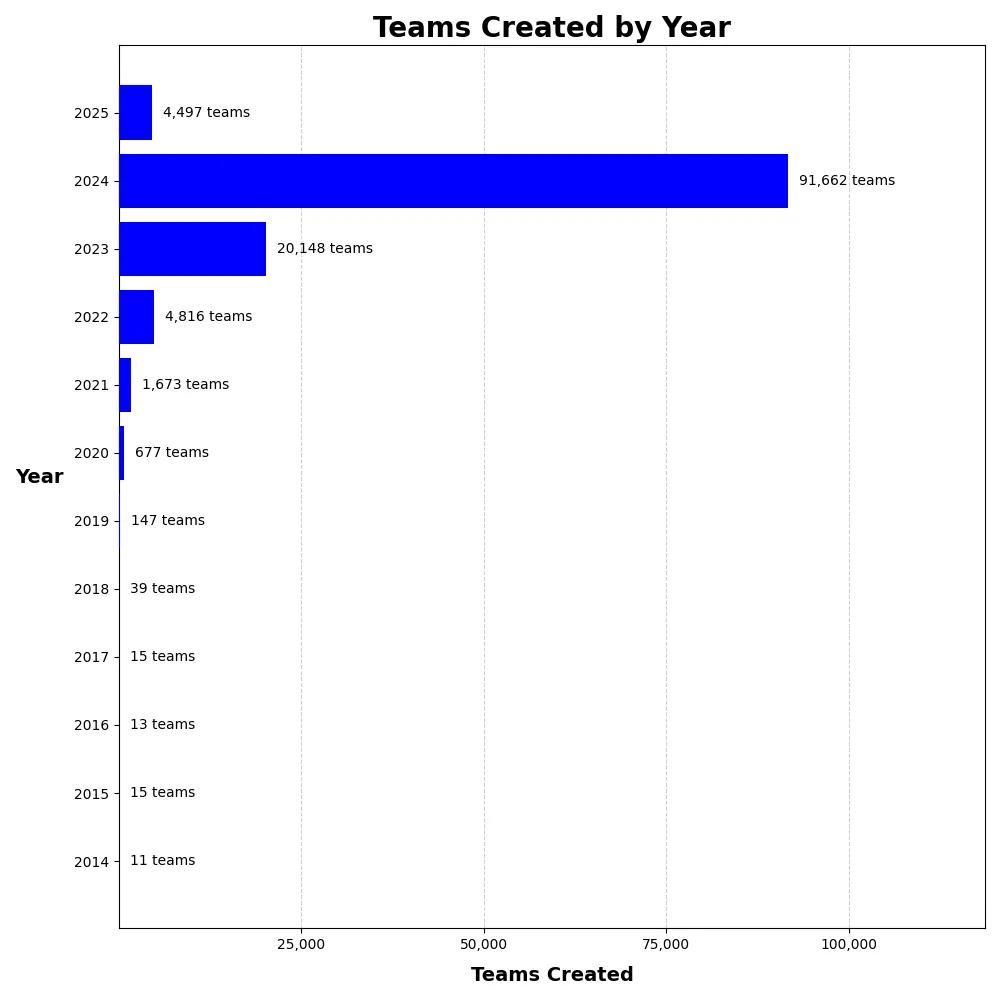 Teams Created by Year
2025
4,497 teams
2024
91,662 teams
2023
20,148 teams
2022
4,816 teams
2021
1,673 teams
2020
677 teams
Year
2019
147 teams
2018
39 teams
2017
15 teams
2016
13 teams
2015
15 teams
2014
11 teams
25,000
50,000
75,000
100,000
Teams Created